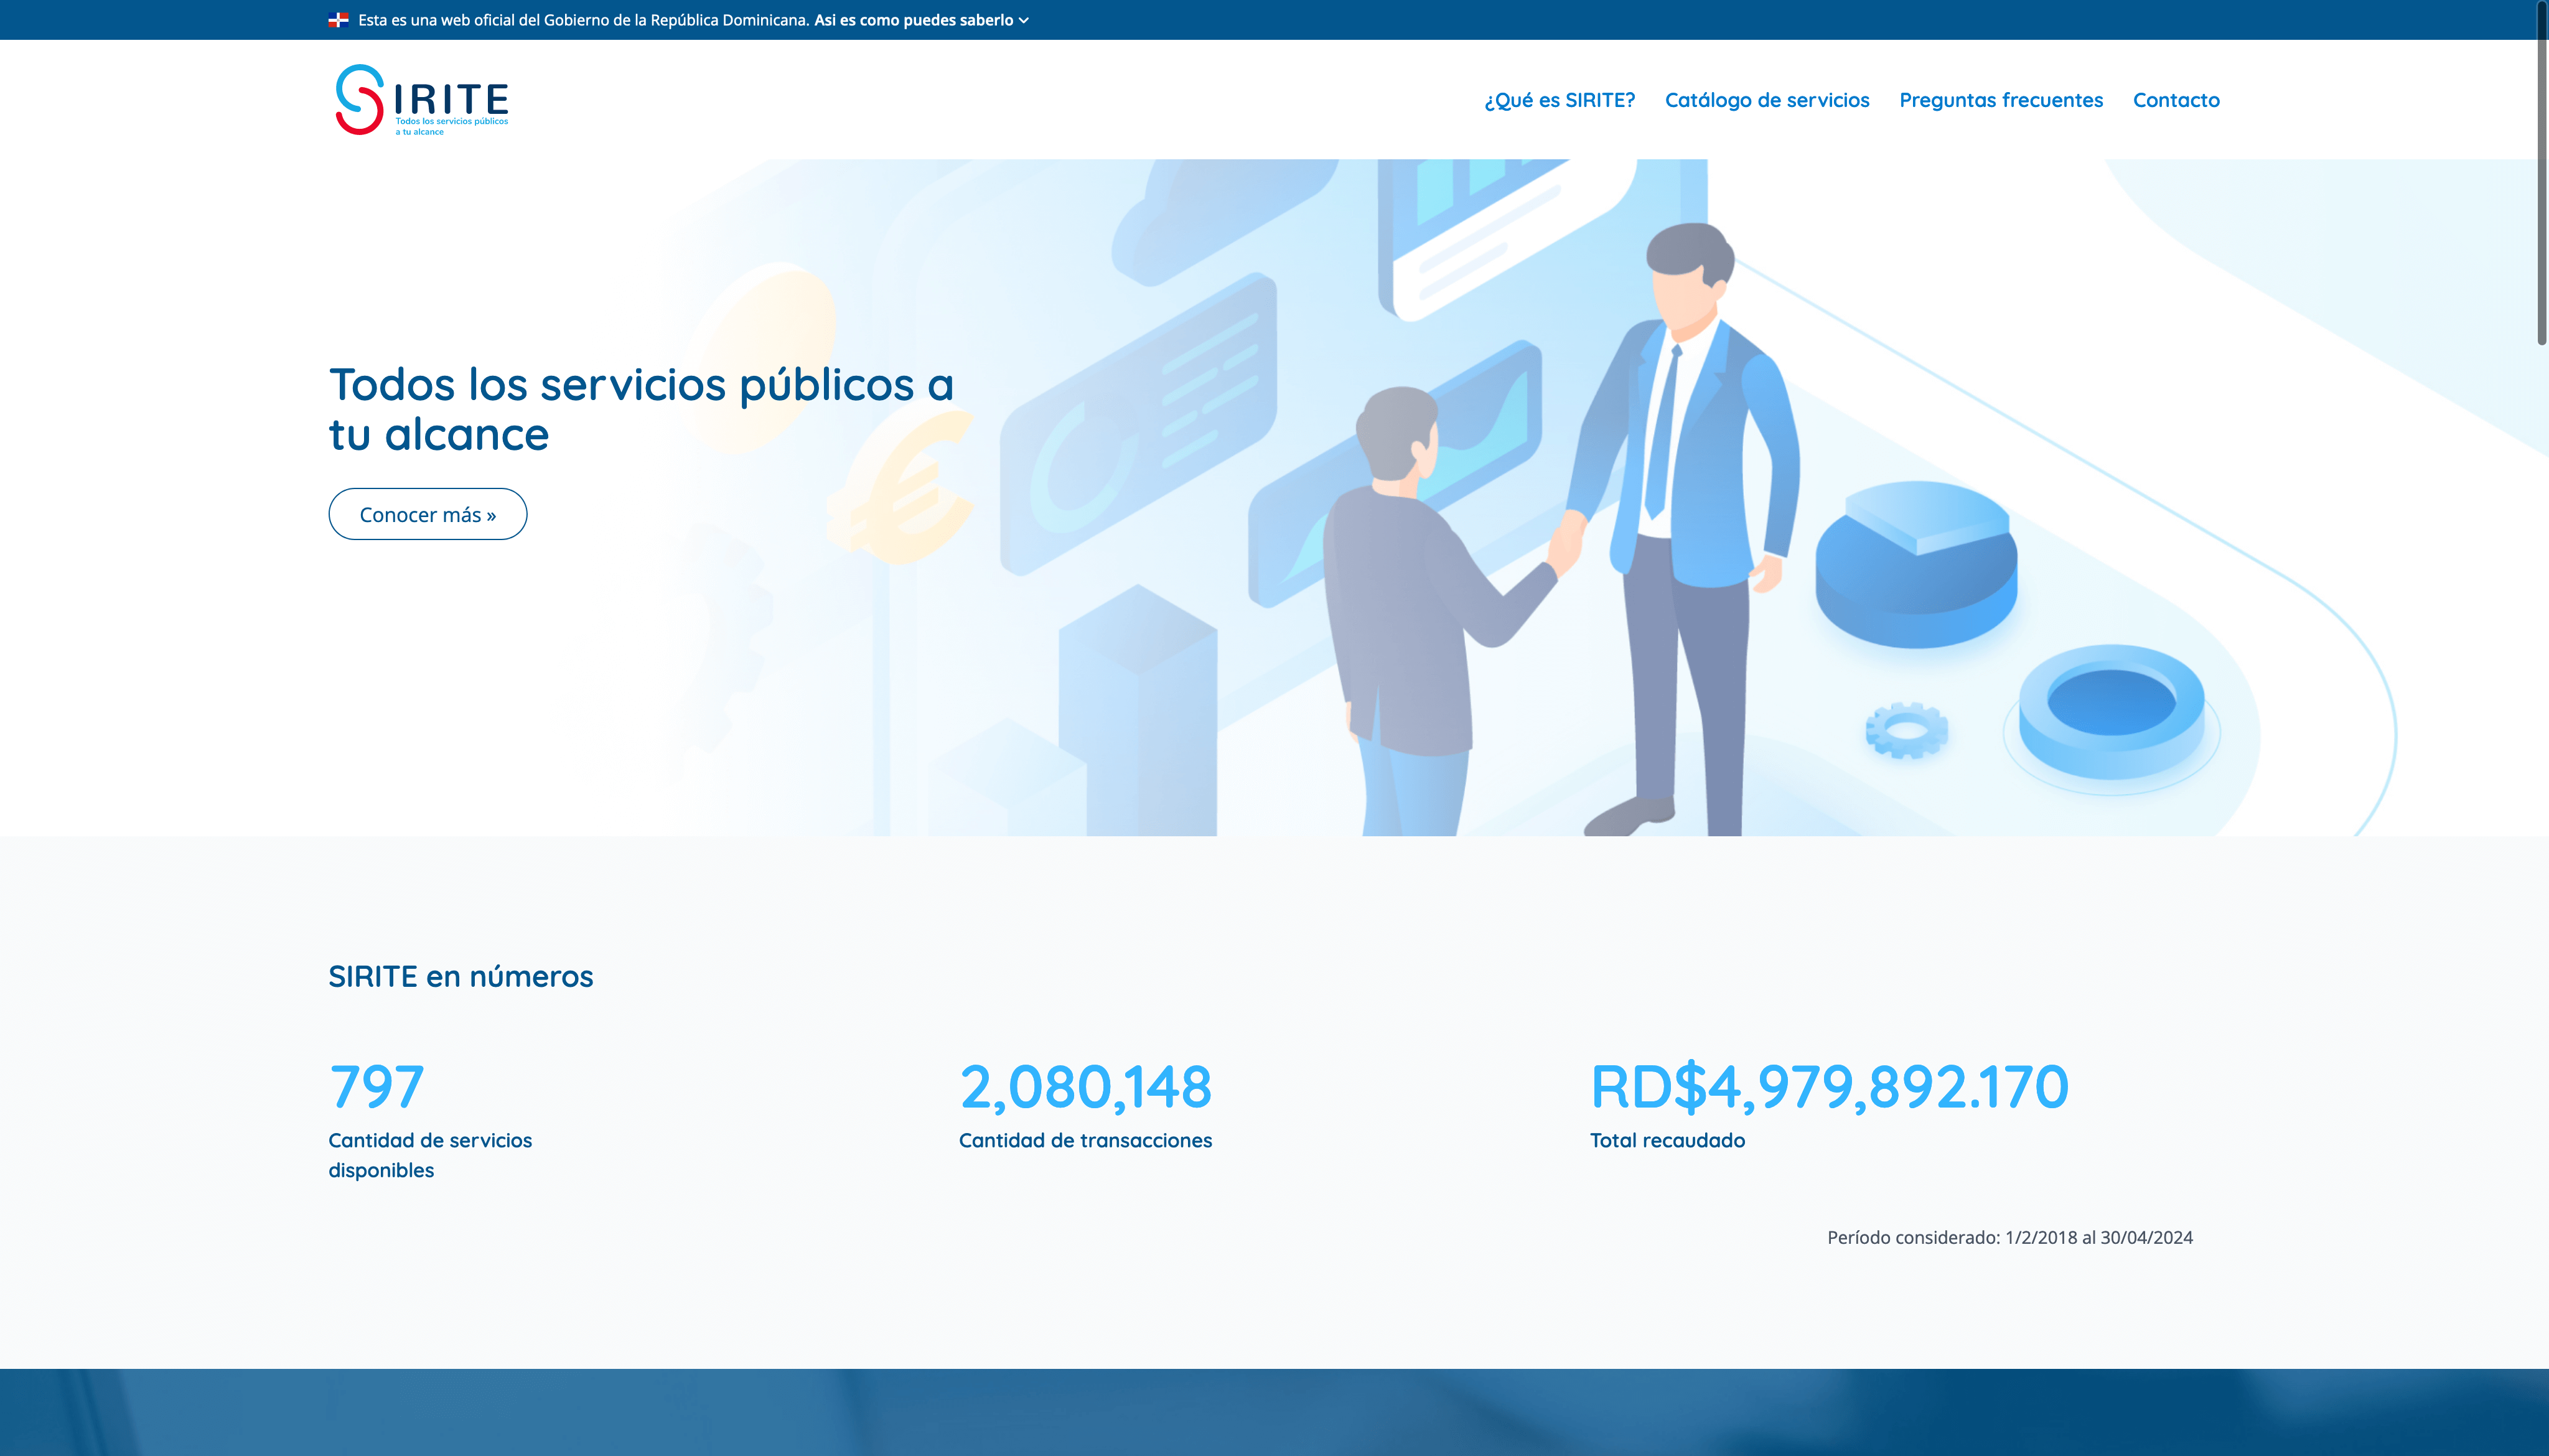 Esta es una web oficial del Gobierno de la República Dominicana. Asi es como puedes saberlo
SIRITE
Todos los servicios públicos
a tu alcance
¿Qué es SIRITE? Catálogo de servicios Preguntas frecuentes Contacto
Todos los servicios públicos a
tu alcance
Conocer más »
SIRITE en números
797
Cantidad de servicios
disponibles
2,080,148
Cantidad de transacciones
RD$4,979,892.170
Total recaudado
Período considerado: 1/2/2018 al 30/04/2024